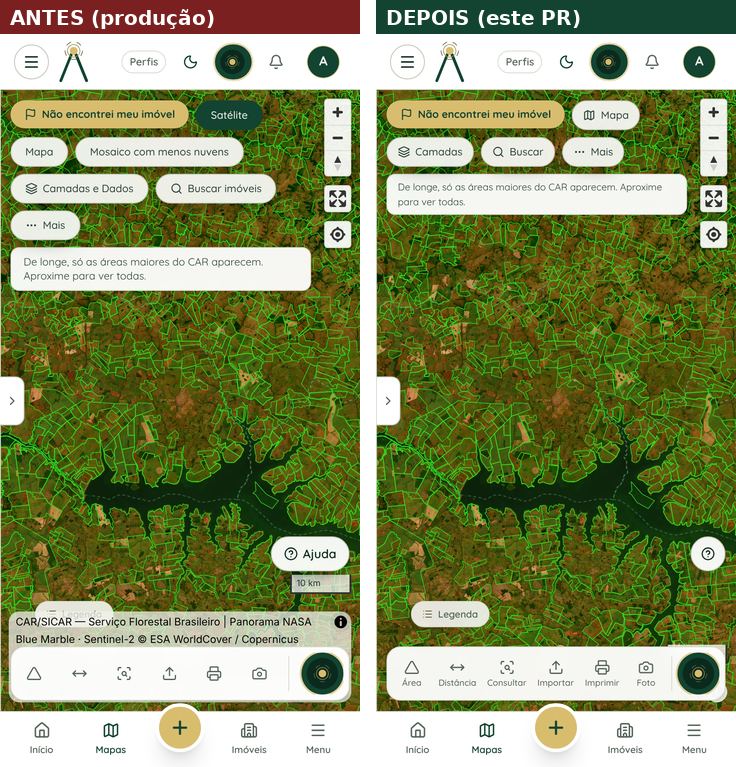 ANTES (produção)
Perfis
A
Não encontrei meu imóvel
Satélite
Mapa
Mosaico com menos nuvens
Camadas e Dados
Buscar imóveis
Mais
De longe, só as áreas maiores do CAR aparecem.
Aproxime para ver todas.
Ajuda
10 km
Legenda
CAR/SICAR — Serviço Florestal Brasileiro | Panorama NASA
Blue Marble · Sentinel-2 © ESA WorldCover / Copernicus
Início
Mapas
Imóveis
Menu
DEPOIS (este PR)
Perfis
A
Não encontrei meu imóvel
Mapa
Camadas
Buscar
Mais
De longe, só as áreas maiores do CAR aparecem. Aproxime
para ver todas.
Legenda
Área
Distância
Consultar
Importar
Imprimir
Foto
Início
Mapas
Imóveis
Menu